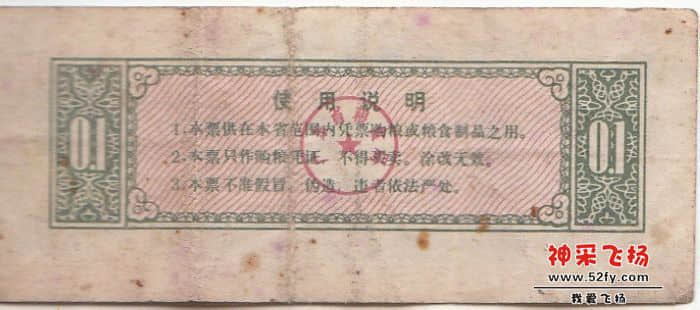 使用说明
0.1
1.本票供在本省范围内凭票购粮或粮食制品之用。
2.本票只作购粮凭证，不得买卖。涂改无效。
3.本票不准假冒，伪造，违者依法严处。
0.1
神采飞扬
www.52fy.com
我爱飞扬